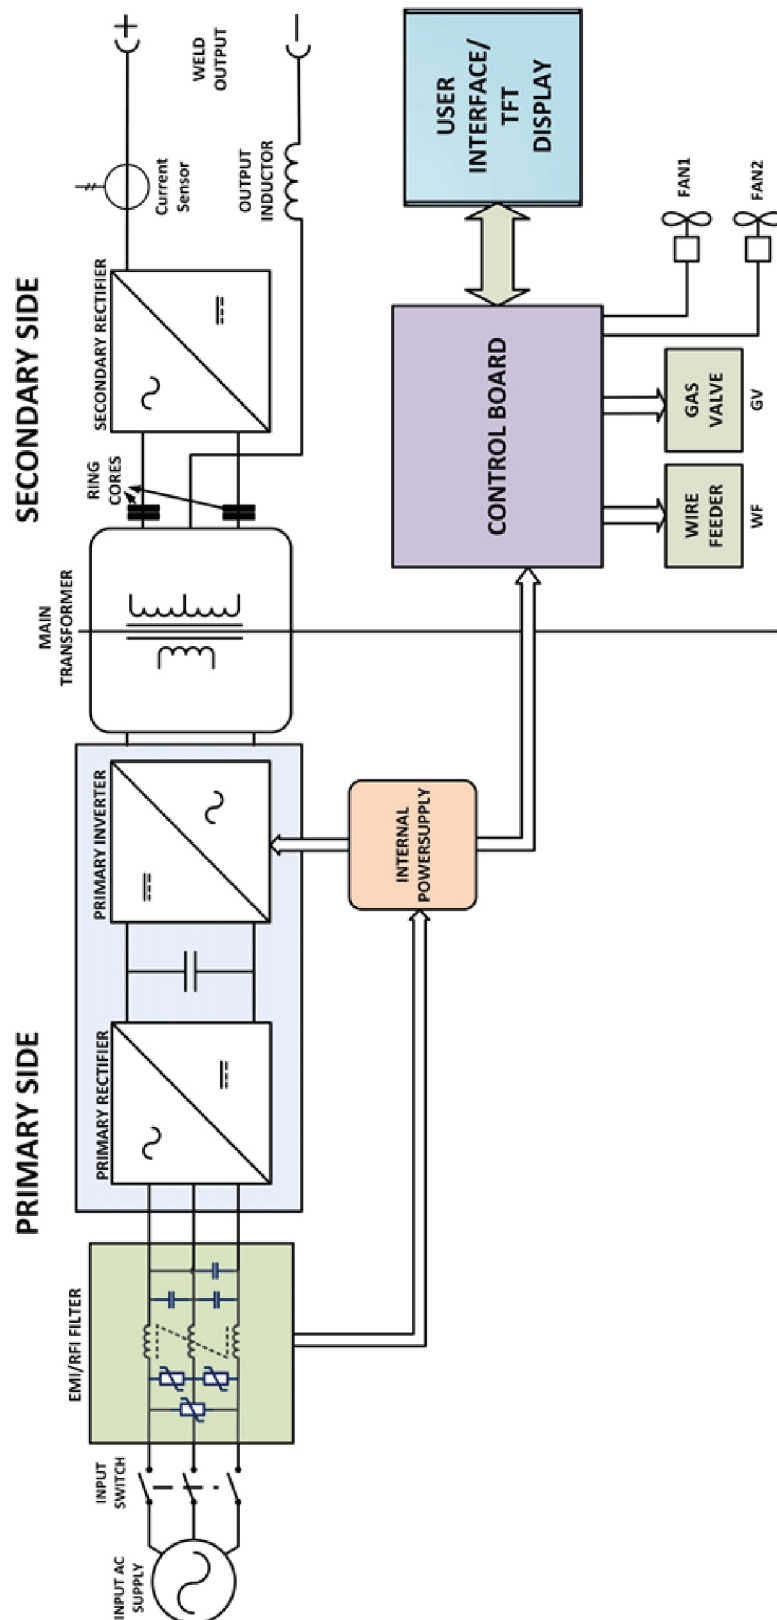 PRIMARY SIDE
SECONDARY SIDE
INPUT AC
SUPPLY
INPUT
SWITCH
EMI/RFI FILTER
PRIMARY RECTIFIER
PRIMARY INVERTER
MAIN
TRANSFORMER
RING
CORES
SECONDARY RECTIFIER
Current
Sensor
+
WELD
OUTPUT
−
OUTPUT
INDUCTOR
INTERNAL
POWERSUPPLY
CONTROL BOARD
USER
INTERFACE/
TFT
DISPLAY
WIRE
FEEDER
WF
GAS
VALVE
GV
FAN1
FAN2